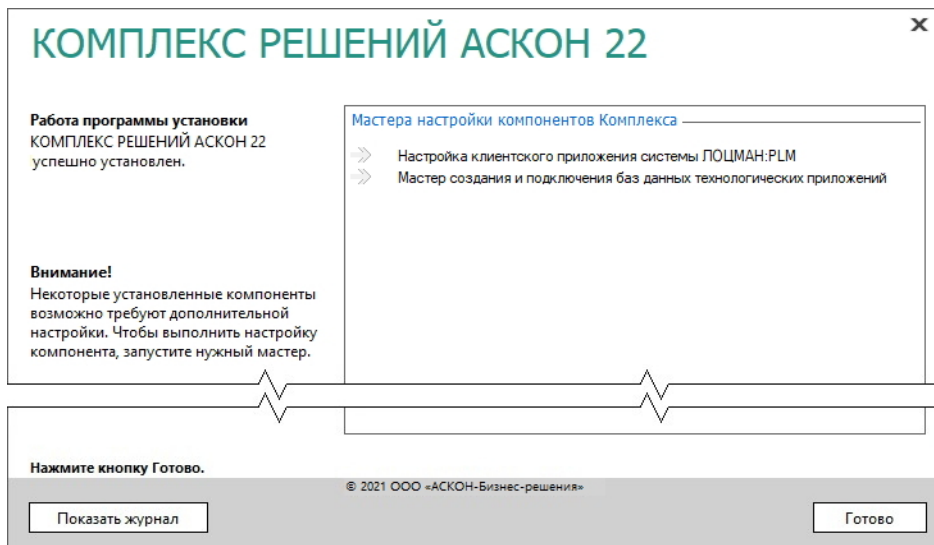 КОМПЛЕКС РЕШЕНИЙ АСКОН 22
Работа программы установки
КОМПЛЕКС РЕШЕНИЙ АСКОН 22
успешно установлен.
Внимание!
Некоторые установленные компоненты
возможно требуют дополнительной
настройки. Чтобы выполнить настройку
компонента, запустите нужный мастер.
Мастера настройки компонентов Комплекса
Настройка клиентского приложения системы ЛОЦМАН:PLM
Мастер создания и подключения баз данных технологических приложений
Нажмите кнопку Готово.
© 2021 ООО «АСКОН-Бизнес-решения»
Показать журнал
Готово